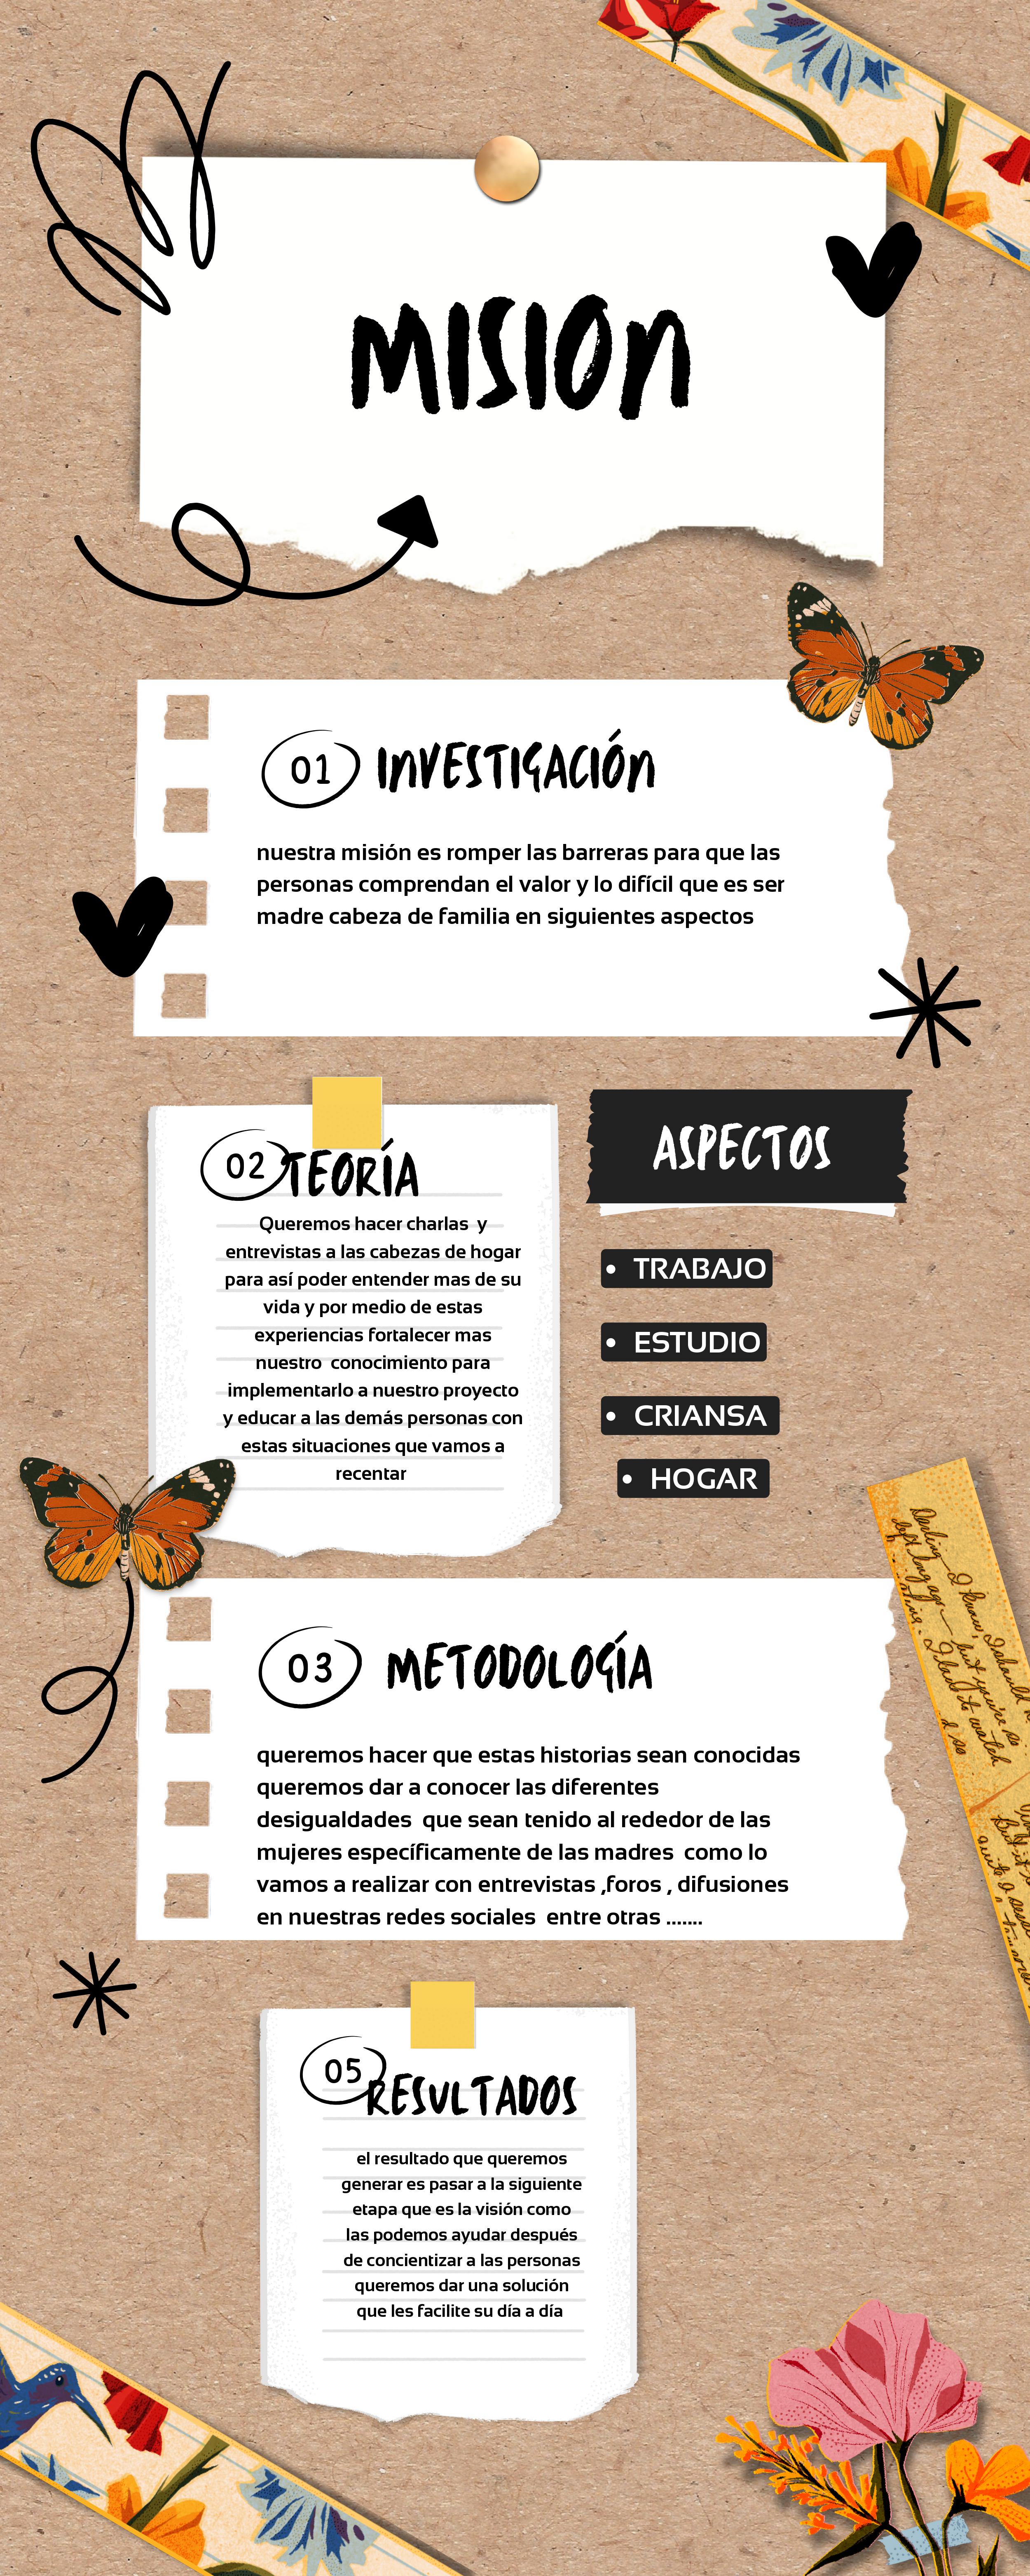 MISION
01 INVESTIGACIÓN
nuestra misión es romper las barreras para que las
personas comprendan el valor y lo difícil que es ser
madre cabeza de familia en siguientes aspectos
02 TEORÍA
Queremos hacer charlas y
entrevistas a las cabezas de hogar
para así poder entender mas de su
vida y por medio de estas
experiencias fortalecer mas
nuestro conocimiento para
implementarlo a nuestro proyecto
y educar a las demás personas con
estas situaciones que vamos a
recentar
ASPECTOS
• TRABAJO
• ESTUDIO
• CRIANSA
• HOGAR
03 METODOLOGÍA
queremos hacer que estas historias sean conocidas
queremos dar a conocer las diferentes
desigualdades que sean tenido al rededor de las
mujeres específicamente de las madres como lo
vamos a realizar con entrevistas ,foros , difusiones
en nuestras redes sociales entre otras .......
05 RESULTADOS
el resultado que queremos
generar es pasar a la siguiente
etapa que es la visión como
las podemos ayudar después
de concientizar a las personas
queremos dar una solución
que les facilite su día a día